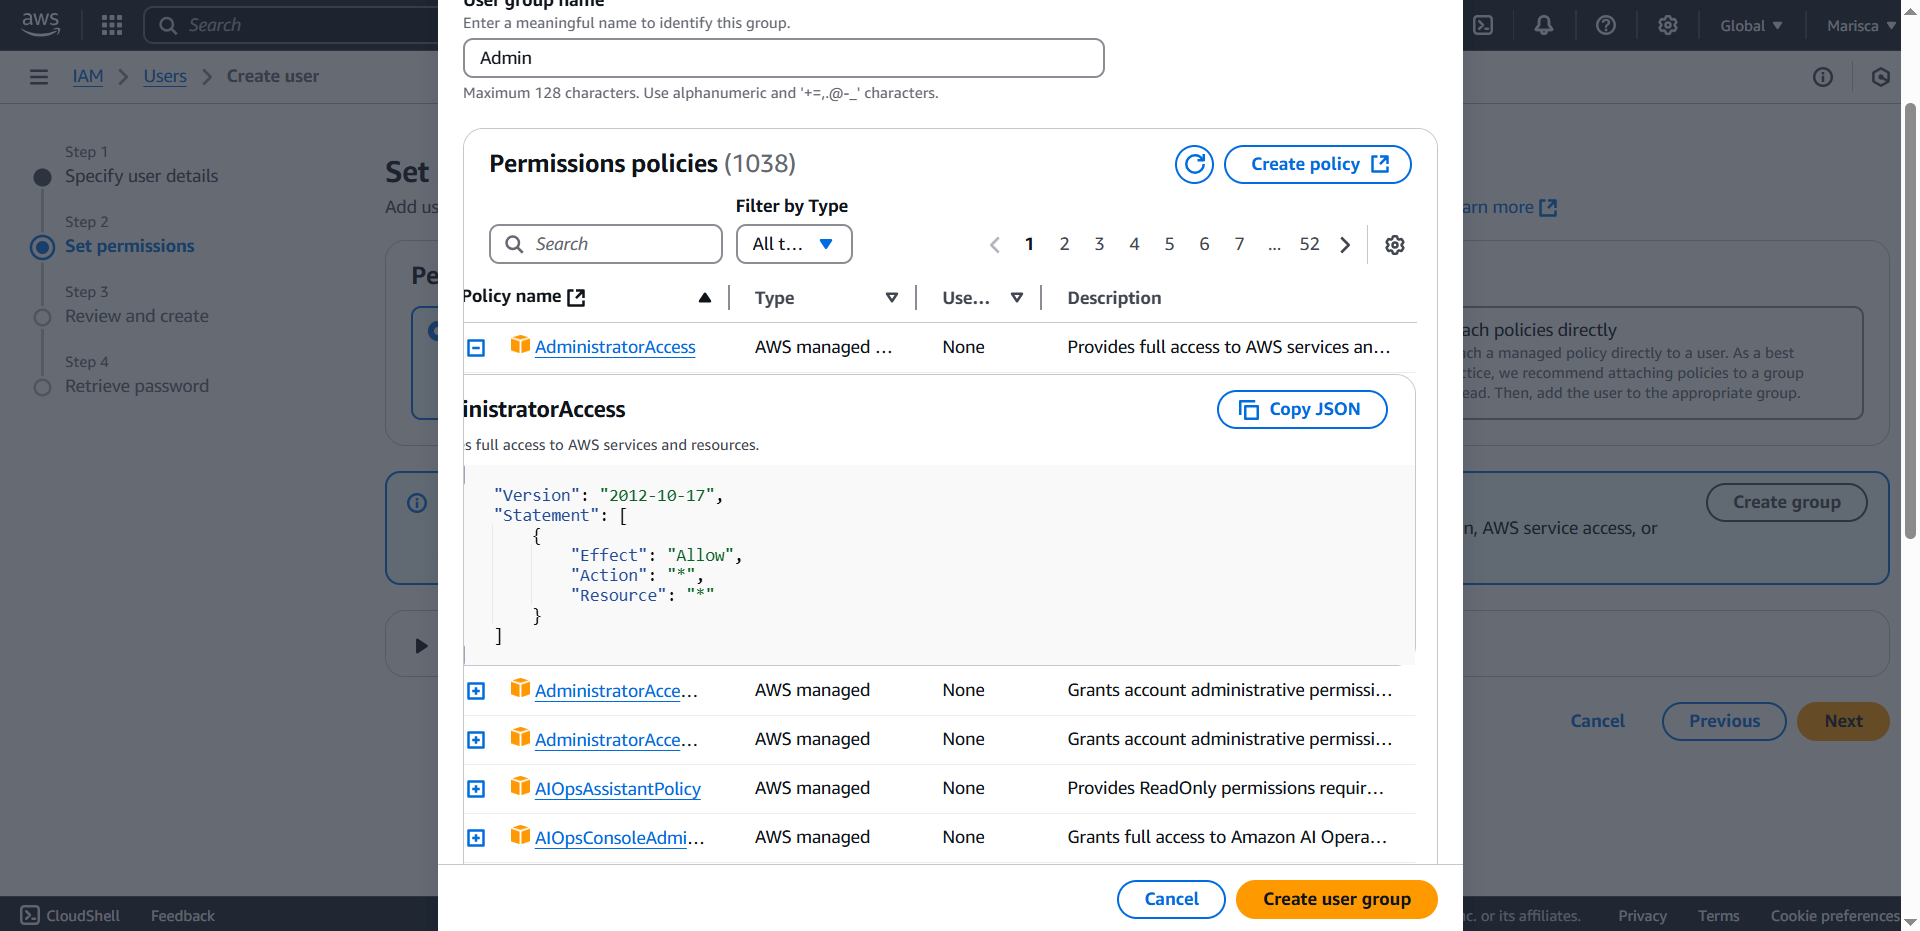 aws
Search
Global
Marisca
IAM
Users
Create user
Step 1
Specify user details
Step 2
Set permissions
Step 3
Review and create
Step 4
Retrieve password
Set
Add us
Pe
User group name
Enter a meaningful name to identify this group.
Admin
Maximum 128 characters. Use alphanumeric and '+=,.@-_' characters.
Permissions policies (1038)
Create policy
Filter by Type
Search
All t...
1 2 3 4 5 6 7 ... 52
Policy name
Type
Use...
Description
AdministratorAccess
AWS managed ...
None
Provides full access to AWS services an...
inistratorAccess
Copy JSON
s full access to AWS services and resources.
"Version": "2012-10-17",
"Statement": [
{
"Effect": "Allow",
"Action": "*",
"Resource": "*"
}
]
AdministratorAcce...
AWS managed
None
Grants account administrative permissi...
AdministratorAcce...
AWS managed
None
Grants account administrative permissi...
AIOpsAssistantPolicy
AWS managed
None
Provides ReadOnly permissions requir...
AIOpsConsoleAdmi...
AWS managed
None
Grants full access to Amazon AI Opera...
Cancel
Create user group
arn more
ach policies directly
ach a managed policy directly to a user. As a best
ctice, we recommend attaching policies to a group
ead. Then, add the user to the appropriate group.
Create group
n, AWS service access, or
Cancel
Previous
Next
CloudShell
Feedback
nc. or its affiliates.
Privacy
Terms
Cookie preferences